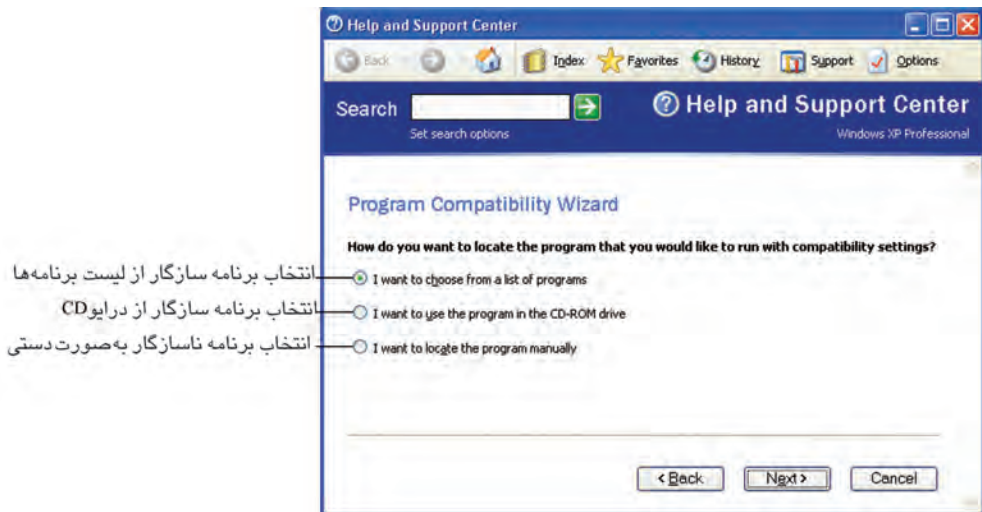 Help and Support Center
Back Index Favorites History Support Options
Search Help and Support Center
Set search options Windows XP Professional
Program Compatibility Wizard
How do you want to locate the program that you would like to run with compatibility settings?
انتخاب برنامه سازگار از لیست برنامه‌ها
I want to choose from a list of programs
انتخاب برنامه سازگار از درایو CD
I want to use the program in the CD-ROM drive
انتخاب برنامه ناسازگار به‌صورت دستی
I want to locate the program manually
< Back Next > Cancel